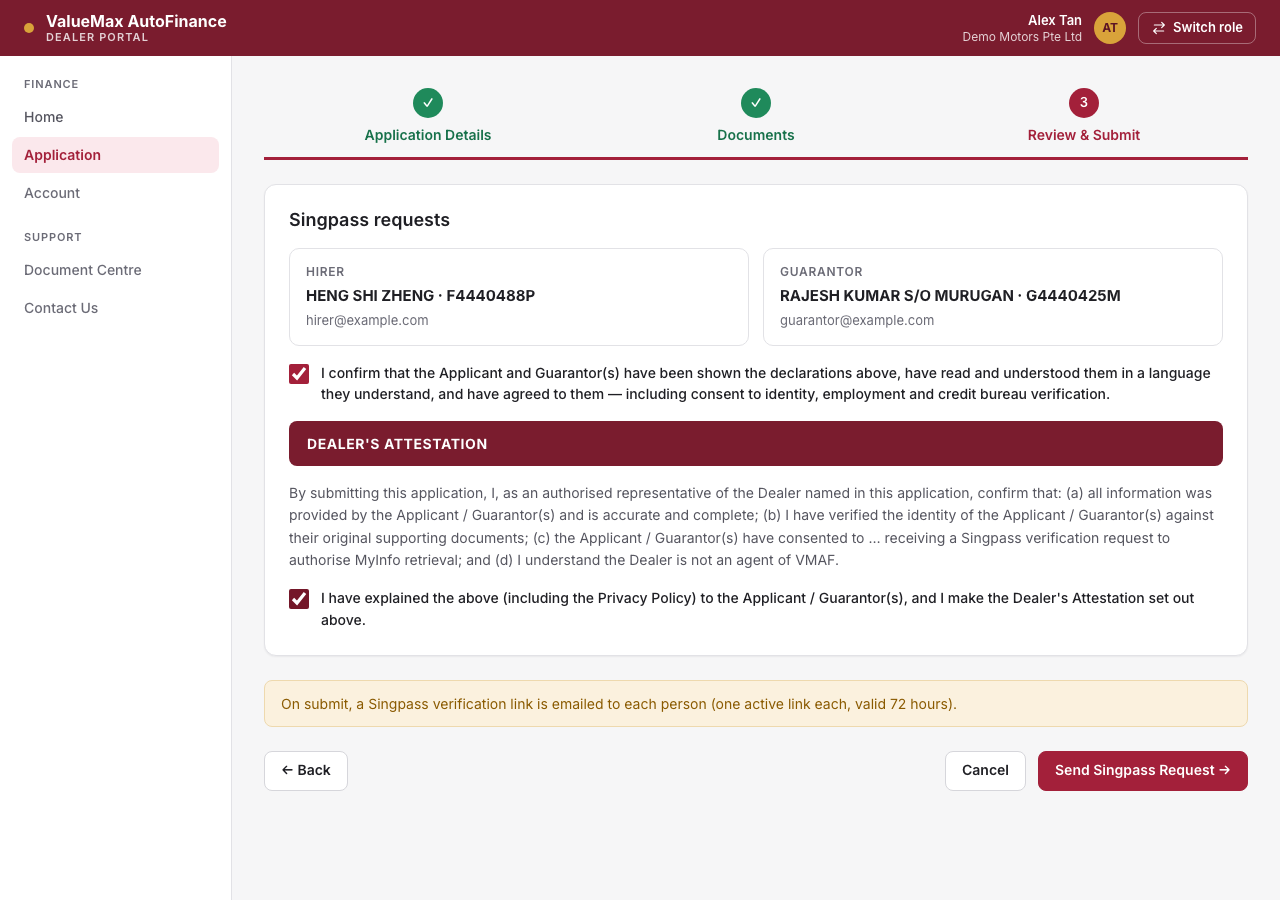 ValueMax AutoFinance
DEALER PORTAL
Alex Tan
Demo Motors Pte Ltd
AT
Switch role
FINANCE
Home
Application
Account
SUPPORT
Document Centre
Contact Us
Application Details
Documents
3
Review & Submit
Singpass requests
HIRER
HENG SHI ZHENG · F4440488P
hirer@example.com
GUARANTOR
RAJESH KUMAR S/O MURUGAN · G4440425M
guarantor@example.com
I confirm that the Applicant and Guarantor(s) have been shown the declarations above, have read and understood them in a language
they understand, and have agreed to them — including consent to identity, employment and credit bureau verification.
DEALER'S ATTESTATION
By submitting this application, I, as an authorised representative of the Dealer named in this application, confirm that: (a) all information was
provided by the Applicant / Guarantor(s) and is accurate and complete; (b) I have verified the identity of the Applicant / Guarantor(s) against
their original supporting documents; (c) the Applicant / Guarantor(s) have consented to … receiving a Singpass verification request to
authorise MyInfo retrieval; and (d) I understand the Dealer is not an agent of VMAF.
I have explained the above (including the Privacy Policy) to the Applicant / Guarantor(s), and I make the Dealer's Attestation set out
above.
On submit, a Singpass verification link is emailed to each person (one active link each, valid 72 hours).
← Back
Cancel
Send Singpass Request →